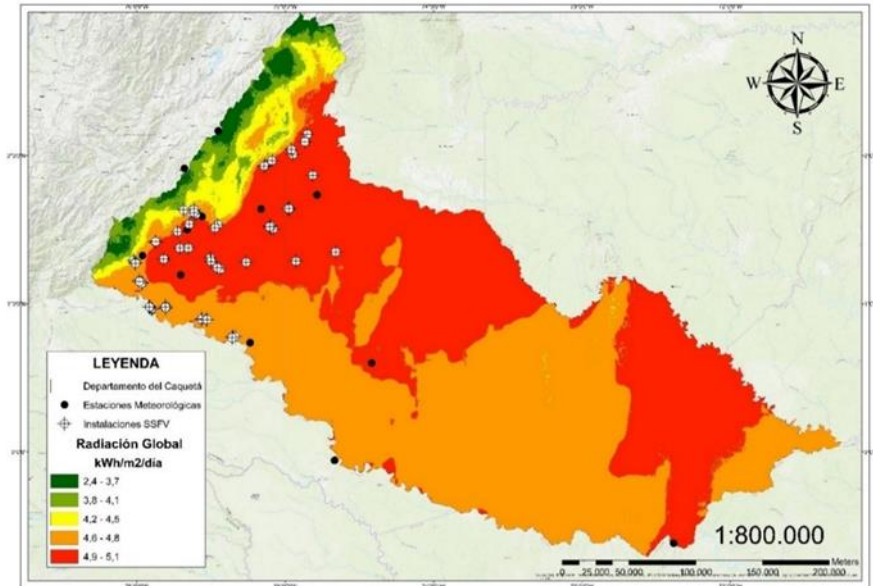 N
W E
S
LEYENDA
Departamento del Caquetá
Estaciones Meteorológicas
Instalaciones SSFV
Radiación Global
kWh/m2/día
2,4 - 3,7
3,8 - 4,1
4,2 - 4,5
4,6 - 4,8
4,9 - 5,1
1:800.000
Meters
0 25.000 50.000 100.000 150.000 200.000